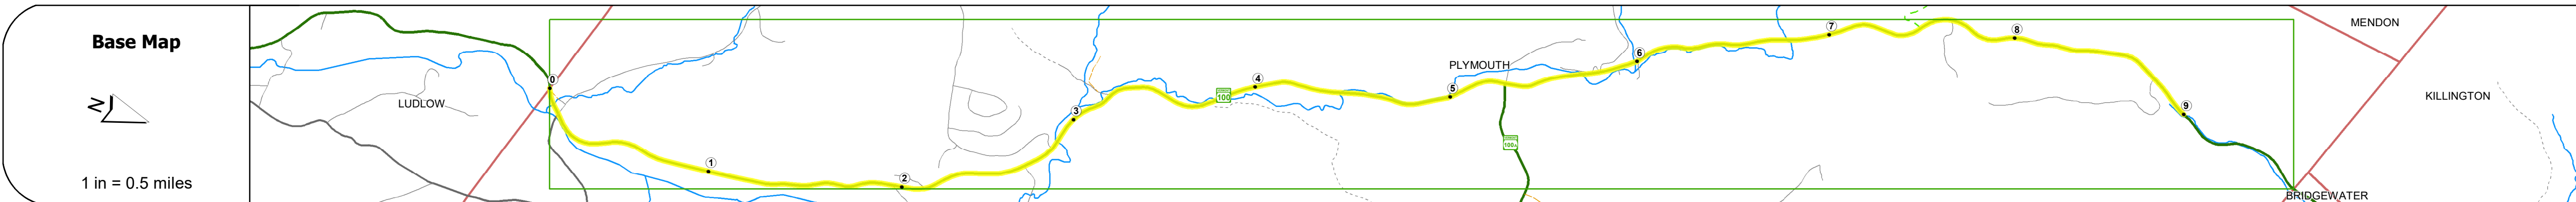 Base Map
N
1 in = 0.5 miles
LUDLOW
0
1
2
3
100
4
5
PLYMOUTH
100A
6
7
8
9
MENDON
KILLINGTON
BRIDGEWATER